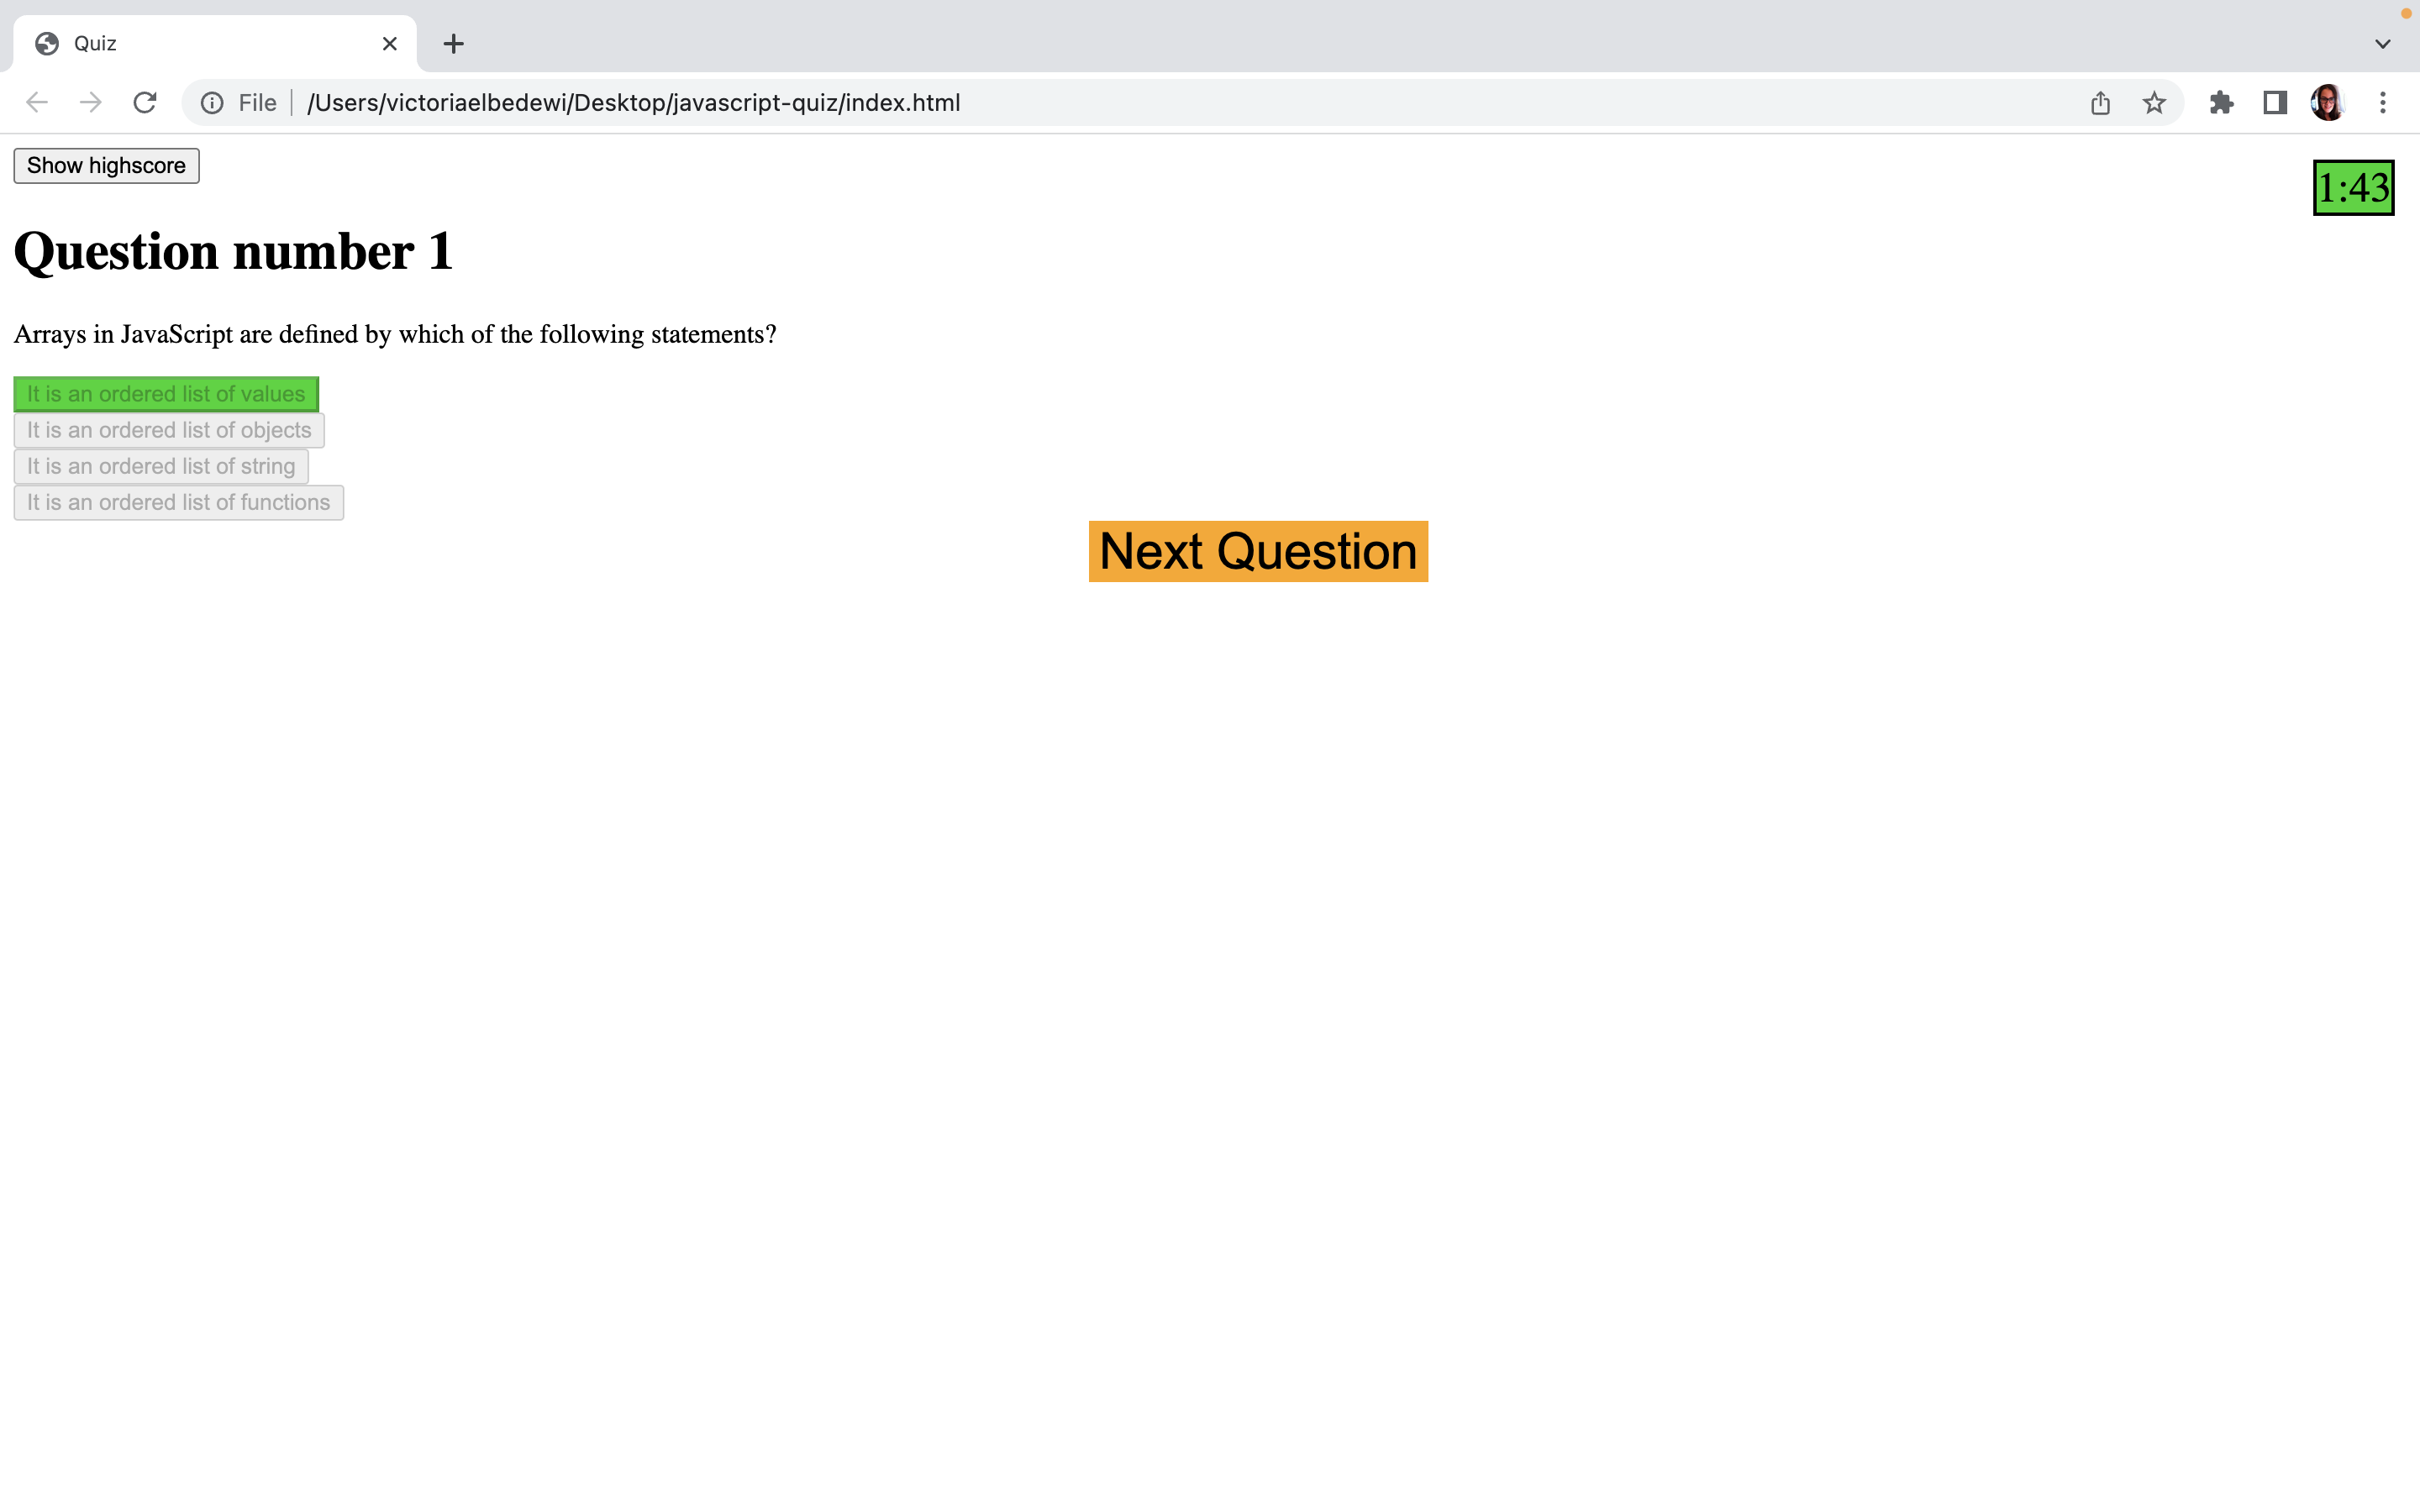 Quiz
File /Users/victoriaelbedewi/Desktop/javascript-quiz/index.html
Show highscore
1:43
Question number 1
Arrays in JavaScript are defined by which of the following statements?
It is an ordered list of values
It is an ordered list of objects
It is an ordered list of string
It is an ordered list of functions
Next Question